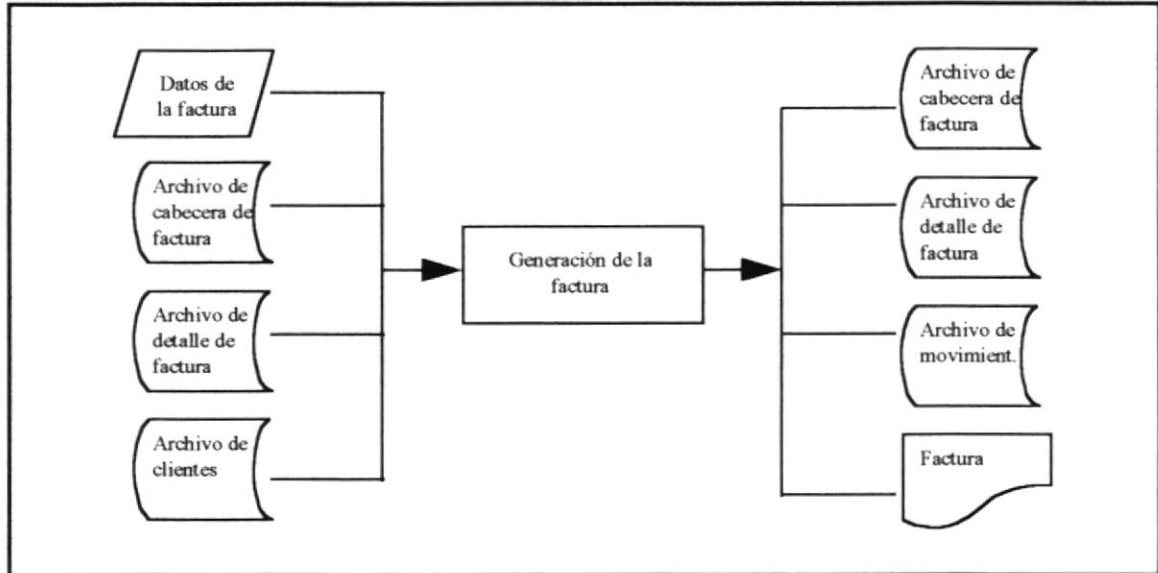 Datos de
la factura
Archivo de
cabecera de
factura
Archivo de
detalle de
factura
Archivo de
clientes
Generación de la
factura
Archivo de
cabecera de
factura
Archivo de
detalle de
factura
Archivo de
movimient.
Factura